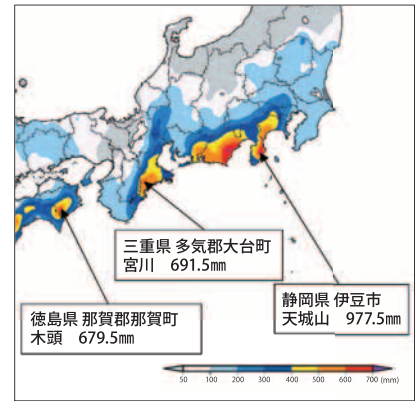 三重県 多気郡大台町
宮川 691.5㎜
静岡県 伊豆市
天城山 977.5㎜
徳島県 那賀郡那賀町
木頭 679.5㎜
50 100 200 300 400 500 600 700 (mm)